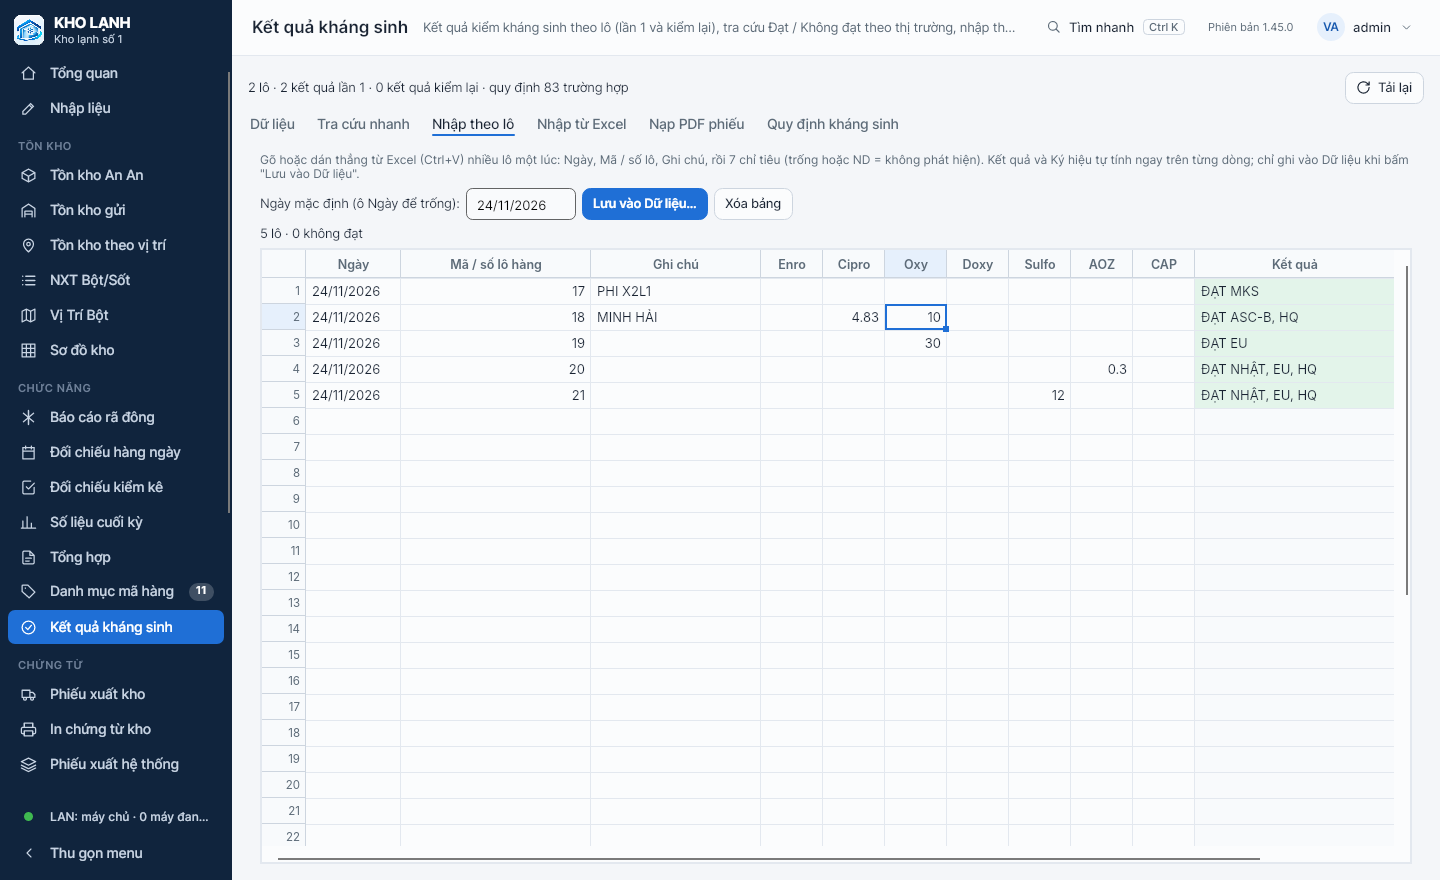 KHO LẠNH
Kho lạnh số 1
Tổng quan
Nhập liệu
TỒN KHO
Tồn kho An An
Tồn kho gửi
Tồn kho theo vị trí
NXT Bột/Sốt
Vị Trí Bột
Sơ đồ kho
CHỨC NĂNG
Báo cáo rã đông
Đối chiếu hàng ngày
Đối chiếu kiểm kê
Số liệu cuối kỳ
Tổng hợp
Danh mục mã hàng 11
Kết quả kháng sinh
CHỨNG TỪ
Phiếu xuất kho
In chứng từ kho
Phiếu xuất hệ thống
LAN: máy chủ · 0 máy đan...
Thu gọn menu
Kết quả kháng sinh Kết quả kiểm kháng sinh theo lô (lần 1 và kiểm lại), tra cứu Đạt / Không đạt theo thị trường, nhập th... Tìm nhanh Ctrl K Phiên bản 1.45.0 VA admin
2 lô · 2 kết quả lần 1 · 0 kết quả kiểm lại · quy định 83 trường hợp Tải lại
Dữ liệu Tra cứu nhanh Nhập theo lô Nhập từ Excel Nạp PDF phiếu Quy định kháng sinh
Gõ hoặc dán thẳng từ Excel (Ctrl+V) nhiều lô một lúc: Ngày, Mã / số lô, Ghi chú, rồi 7 chỉ tiêu (trống hoặc ND = không phát hiện). Kết quả và Ký hiệu tự tính ngay trên từng dòng; chỉ ghi vào Dữ liệu khi bấm
"Lưu vào Dữ liệu".
Ngày mặc định (ô Ngày để trống): 24/11/2026 Lưu vào Dữ liệu... Xóa bảng
5 lô · 0 không đạt
Ngày Mã / số lô hàng Ghi chú Enro Cipro Oxy Doxy Sulfo AOZ CAP Kết quả
1 24/11/2026 17 PHI X2L1 ĐẠT MKS
2 24/11/2026 18 MINH HẢI 4.83 10 ĐẠT ASC-B, HQ
3 24/11/2026 19 30 ĐẠT EU
4 24/11/2026 20 0.3 ĐẠT NHẬT, EU, HQ
5 24/11/2026 21 12 ĐẠT NHẬT, EU, HQ
6
7
8
9
10
11
12
13
14
15
16
17
18
19
20
21
22